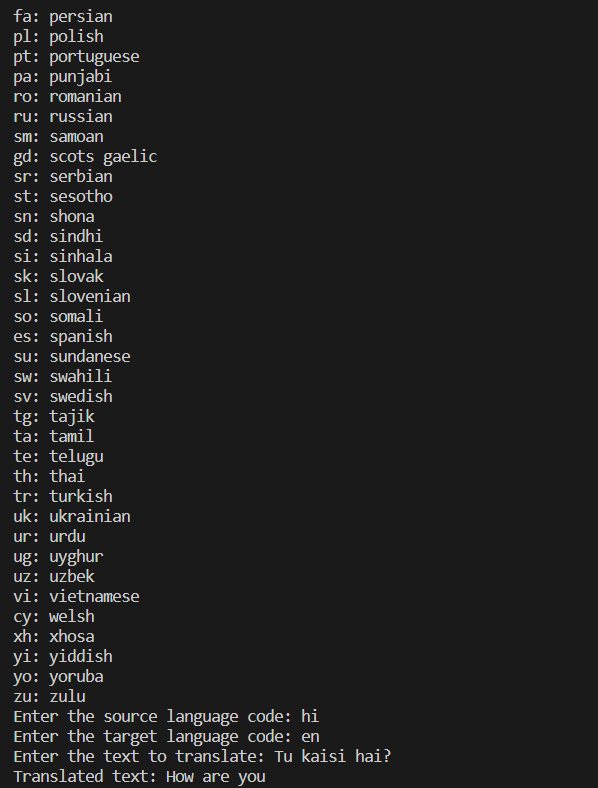 fa: persian
pl: polish
pt: portuguese
pa: punjabi
ro: romanian
ru: russian
sm: samoan
gd: scots gaelic
sr: serbian
st: sesotho
sn: shona
sd: sindhi
si: sinhala
sk: slovak
sl: slovenian
so: somali
es: spanish
su: sundanese
sw: swahili
sv: swedish
tg: tajik
ta: tamil
te: telugu
th: thai
tr: turkish
uk: ukrainian
ur: urdu
ug: uyghur
uz: uzbek
vi: vietnamese
cy: welsh
xh: xhosa
yi: yiddish
yo: yoruba
zu: zulu
Enter the source language code: hi
Enter the target language code: en
Enter the text to translate: Tu kaisi hai?
Translated text: How are you